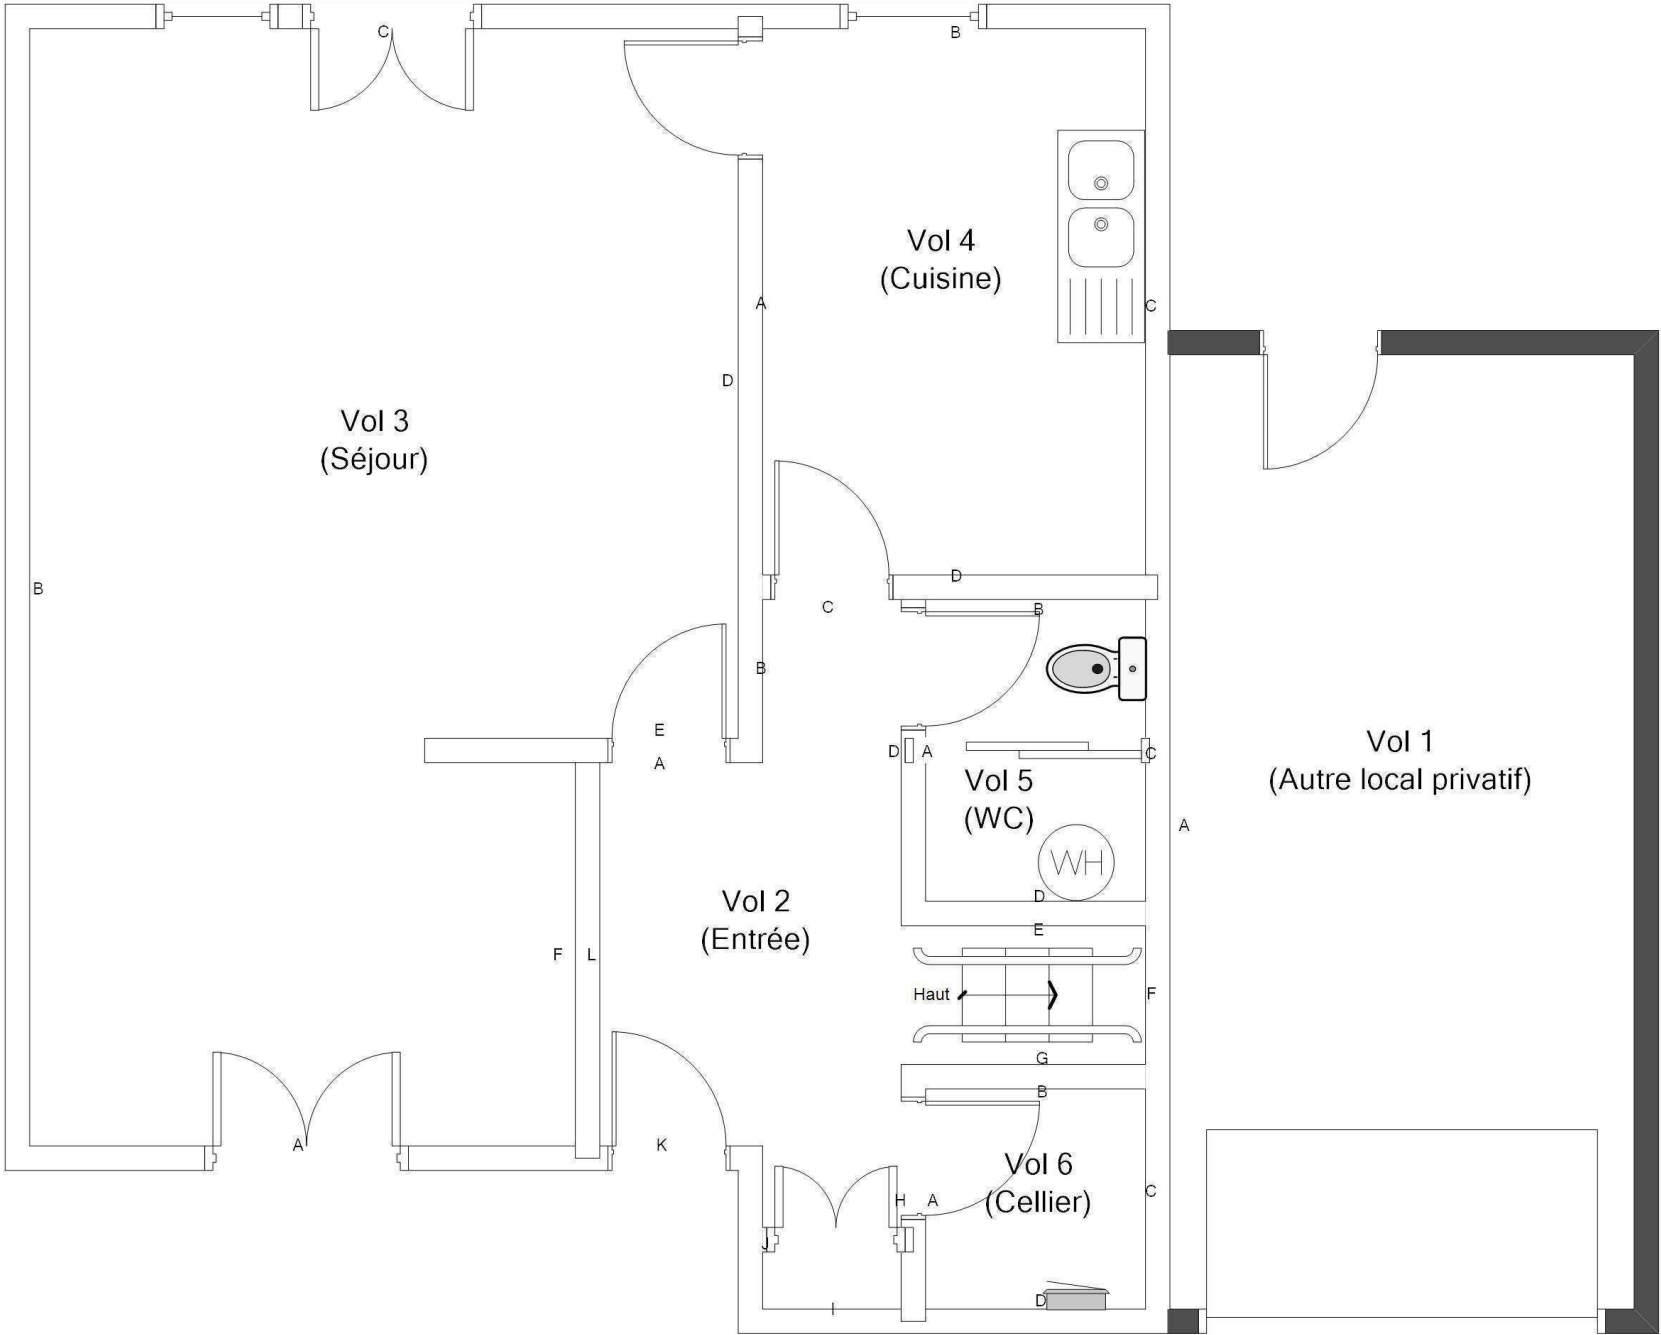 C
B
Vol 4
(Cuisine)
A
C
D
Vol 3
(Séjour)
D
B
C
B
B
E
A
D
A
C
Vol 1
(Autre local privatif)
Vol 5
(WC)
A
WH
D
Vol 2
(Entrée)
E
F
L
Haut
F
G
B
A
K
Vol 6
(Cellier)
C
H
A
J
D
I